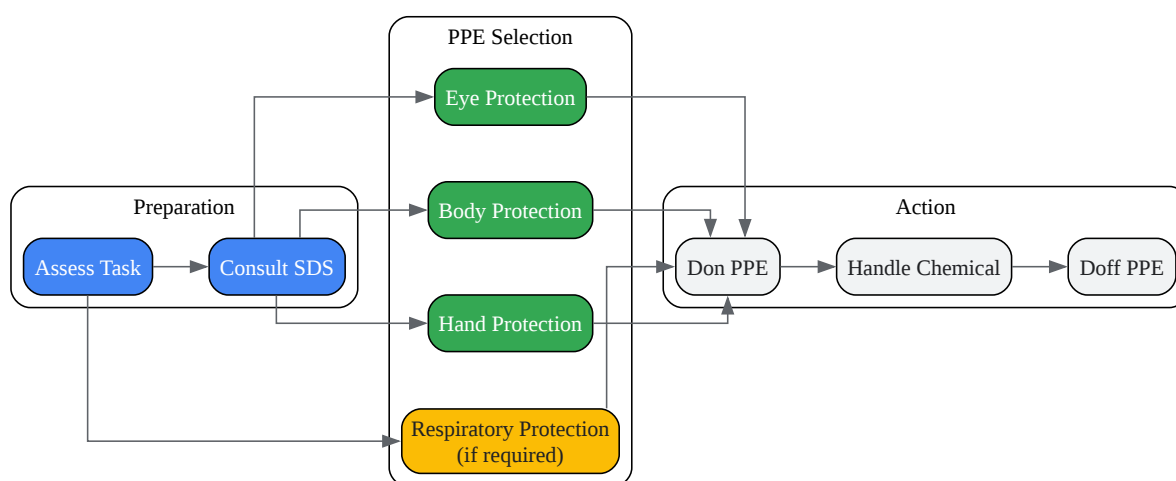 PPE Selection
Eye Protection
Preparation
Body Protection
Action
Assess Task
Consult SDS
Don PPE
Handle Chemical
Doff PPE
Hand Protection
Respiratory Protection
(if required)